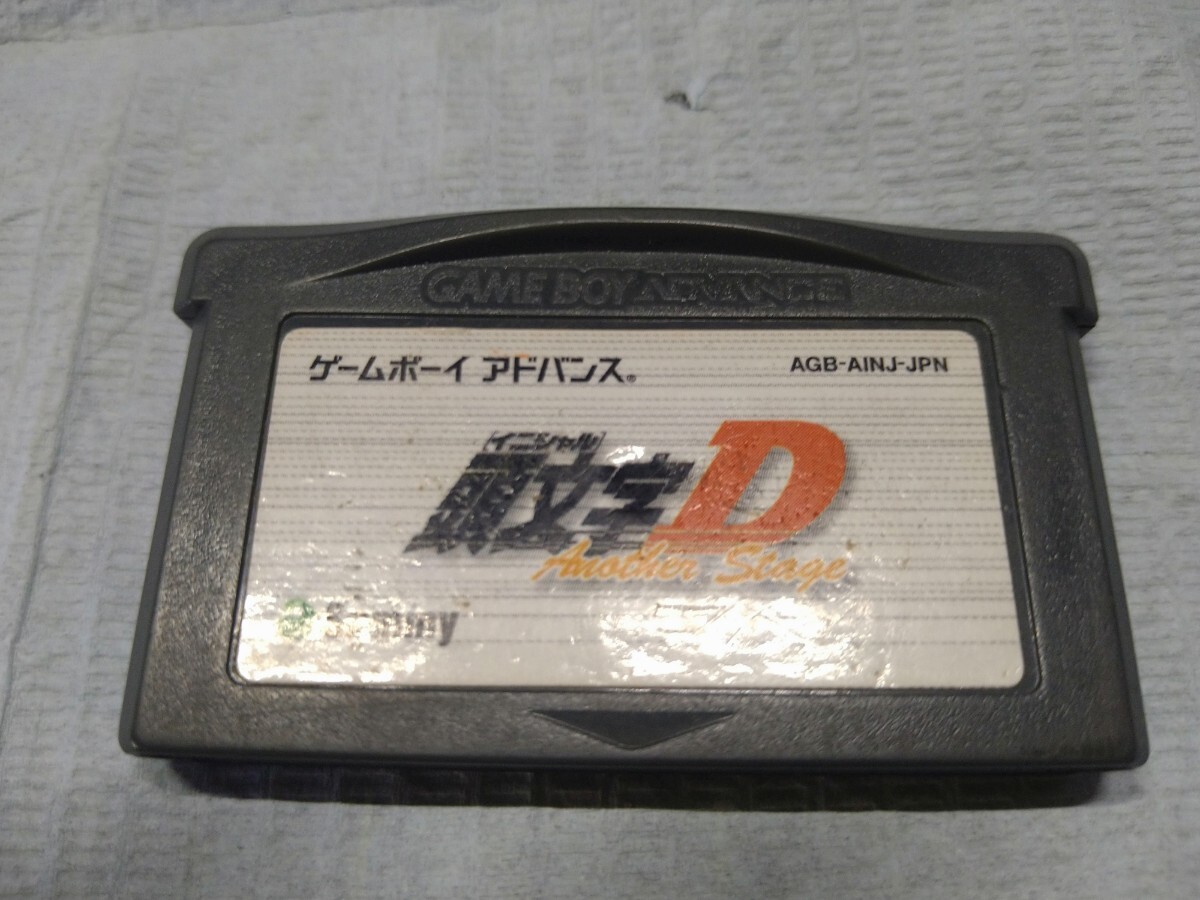 GAME BOY ADVANCE
ゲームボーイ アドバンス®
AGB-AINJ-JPN
[イニシャル]
頭文字D
Another Stage
Sammy